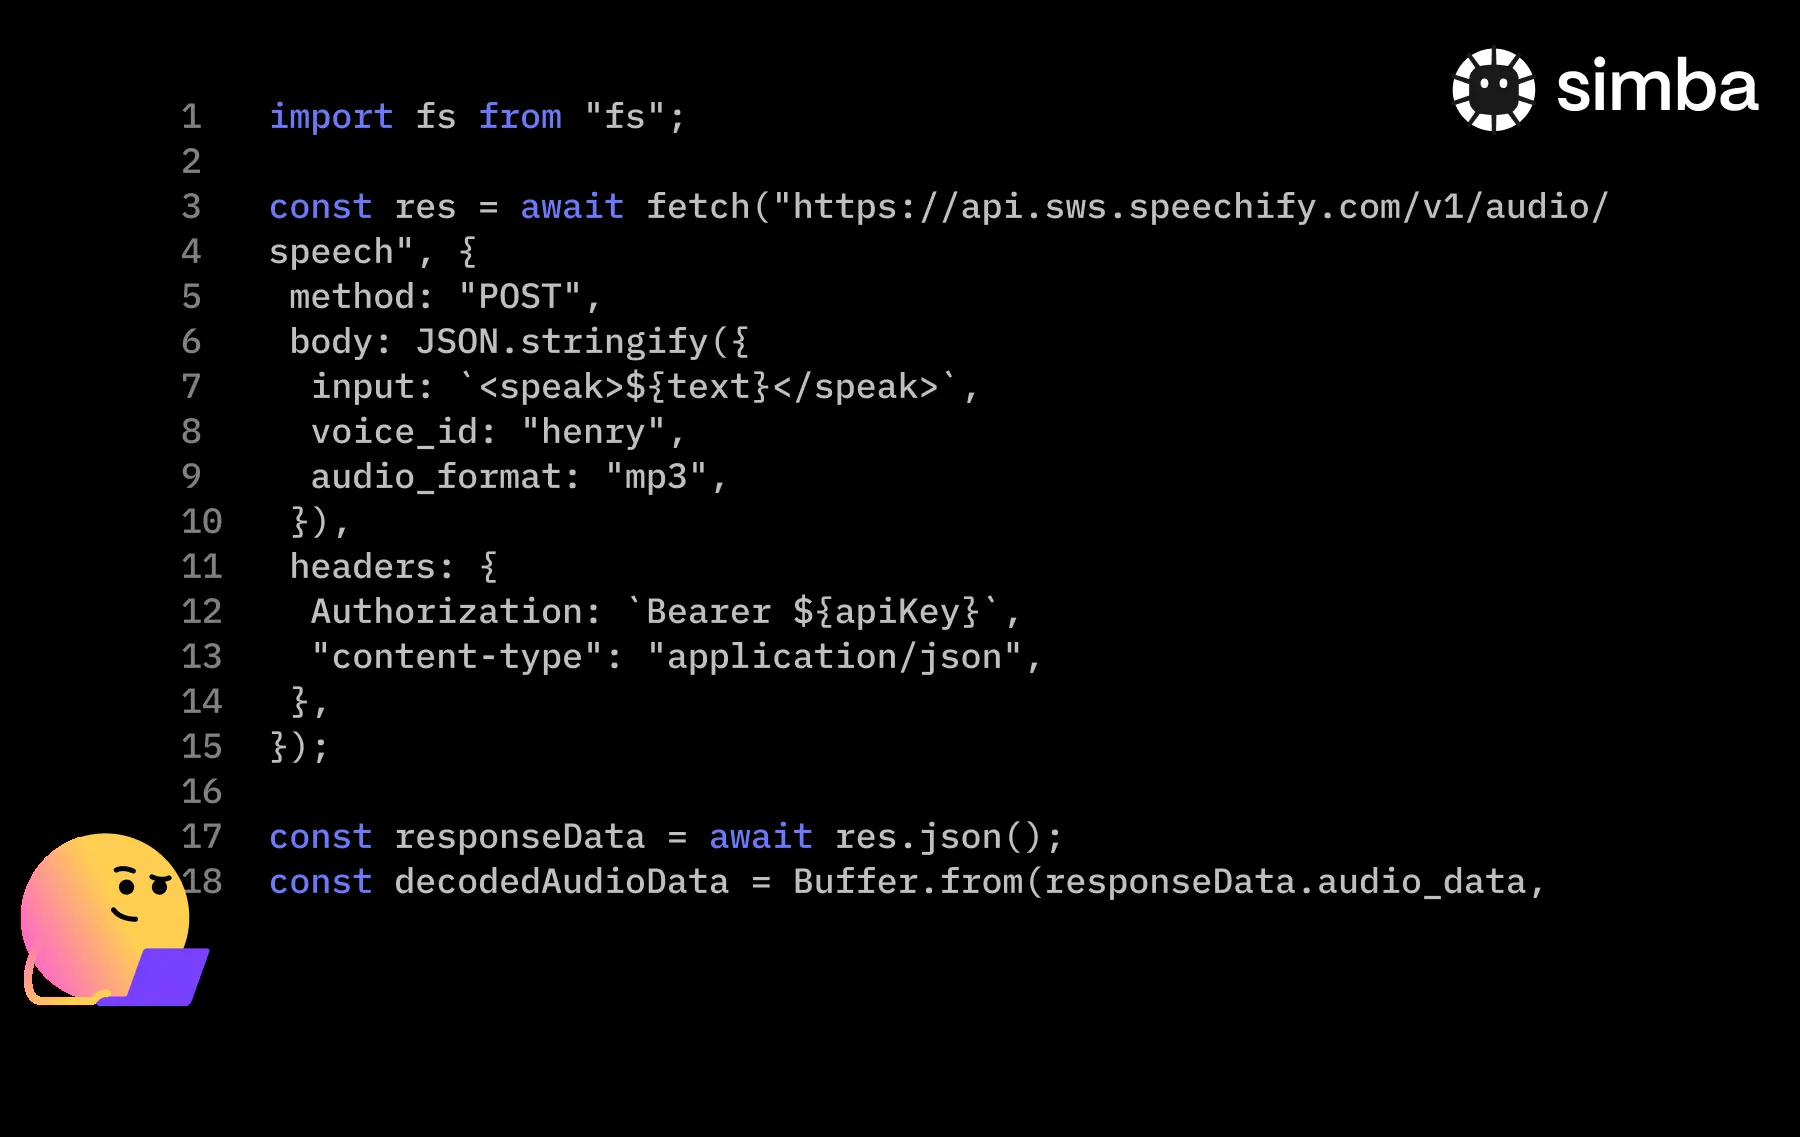 simba
1 import fs from "fs";
2
3 const res = await fetch("https://api.sws.speechify.com/v1/audio/
4 speech", {
5 method: "POST",
6 body: JSON.stringify({
7 input: `<speak>${text}</speak>`,
8 voice_id: "henry",
9 audio_format: "mp3",
10 }),
11 headers: {
12 Authorization: `Bearer ${apiKey}`,
13 "content-type": "application/json",
14 },
15 });
16
17 const responseData = await res.json();
18 const decodedAudioData = Buffer.from(responseData.audio_data,